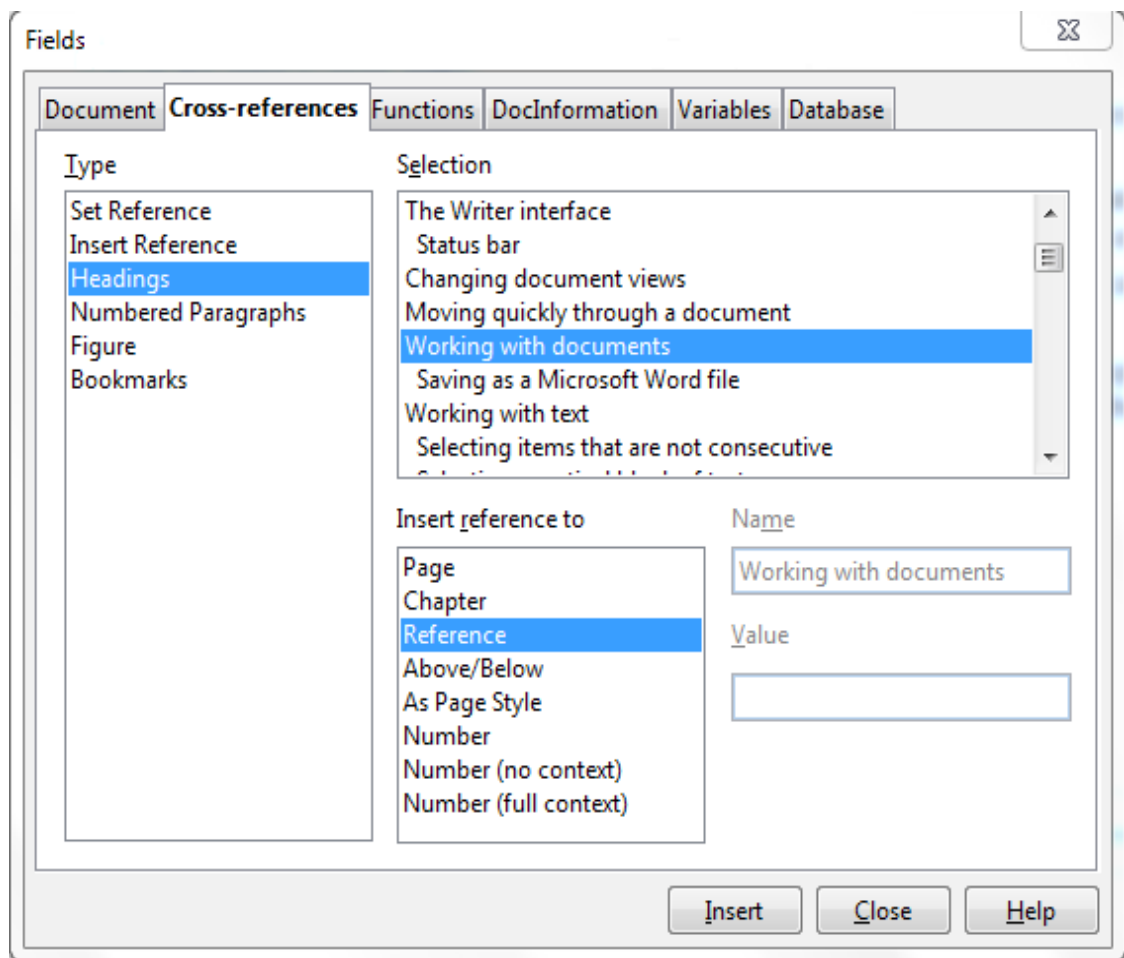 Fields
Document Cross-references Functions DocInformation Variables Database
Type
Set Reference
Insert Reference
Headings
Numbered Paragraphs
Figure
Bookmarks
Selection
The Writer interface
Status bar
Changing document views
Moving quickly through a document
Working with documents
Saving as a Microsoft Word file
Working with text
Selecting items that are not consecutive
Insert reference to
Page
Chapter
Reference
Above/Below
As Page Style
Number
Number (no context)
Number (full context)
Name
Working with documents
Value
Insert Close Help